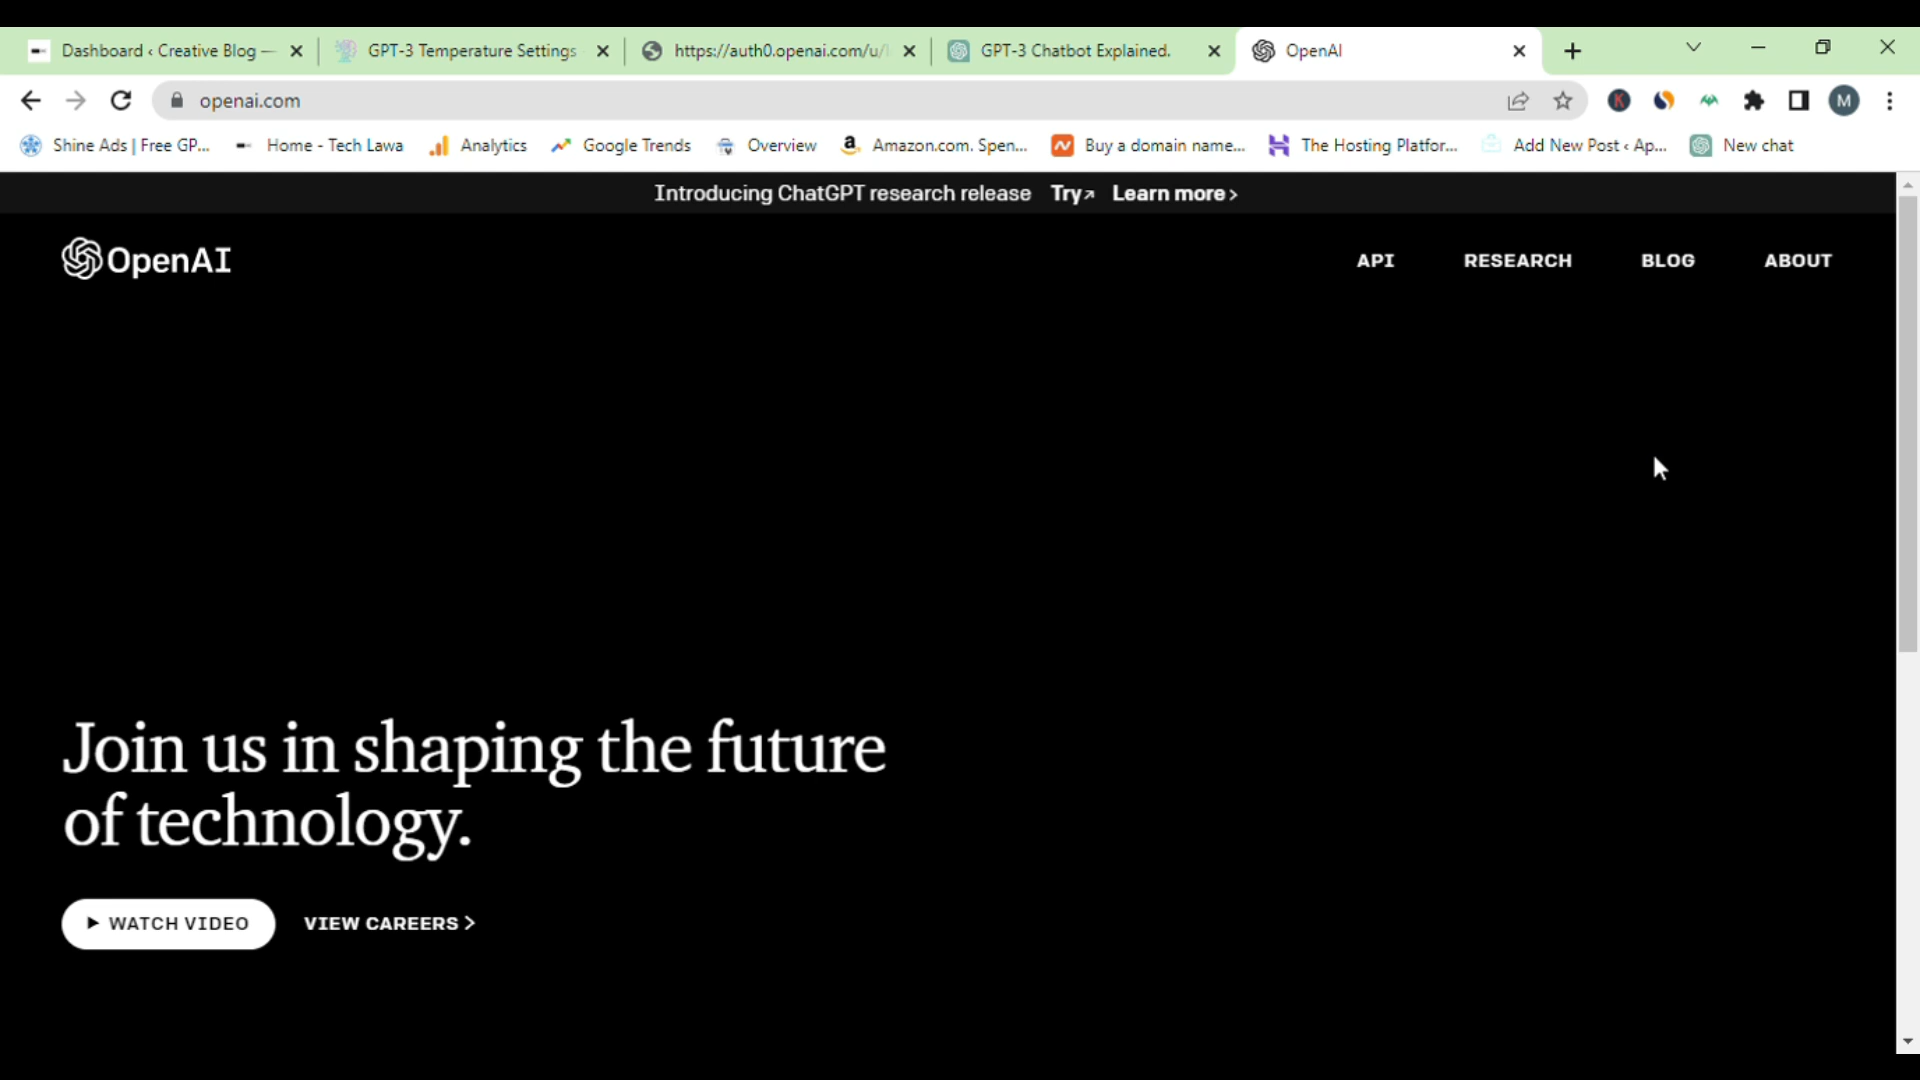 Dashboard ‹ Creative Blog —
GPT-3 Temperature Settings
https://auth0.openai.com/u/
GPT-3 Chatbot Explained.
OpenAI
openai.com
K
M
Shine Ads | Free GP...
Home - Tech Lawa
Analytics
Google Trends
Overview
Amazon.com. Spen...
Buy a domain name...
The Hosting Platfor...
Add New Post ‹ Ap...
New chat
Introducing ChatGPT research release Try↗ Learn more›
OpenAI
API
RESEARCH
BLOG
ABOUT
Join us in shaping the future
of technology.
WATCH VIDEO
VIEW CAREERS >